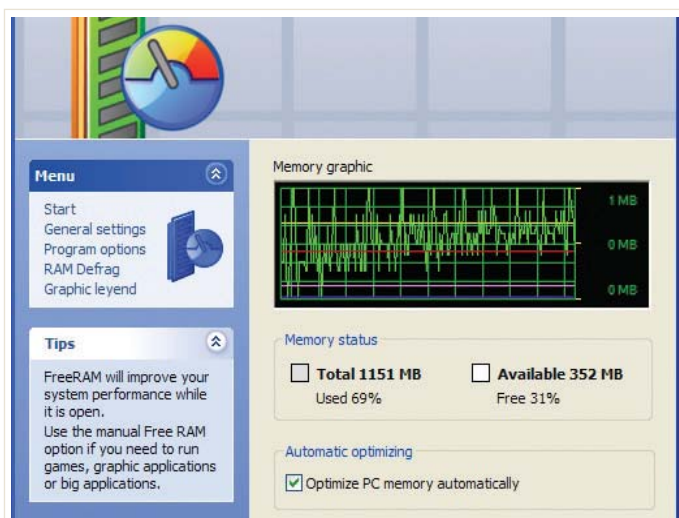 Menu
Start
General settings
Program options
RAM Defrag
Graphic leyend
Tips
FreeRAM will improve your
system performance while
it is open.
Use the manual Free RAM
option if you need to run
games, graphic applications
or big applications.
Memory graphic
1 MB
0 MB
0 MB
Memory status
Total 1151 MB
Used 69%
Available 352 MB
Free 31%
Automatic optimizing
Optimize PC memory automatically